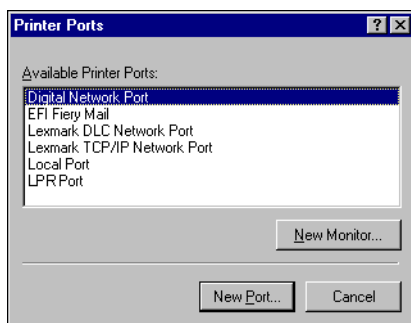 Printer Ports
?
Available Printer Ports:
Digital Network Port
EFI Fiery Mail
Lexmark DLC Network Port
Lexmark TCP/IP Network Port
Local Port
LPR Port
New Monitor...
New Port...
Cancel